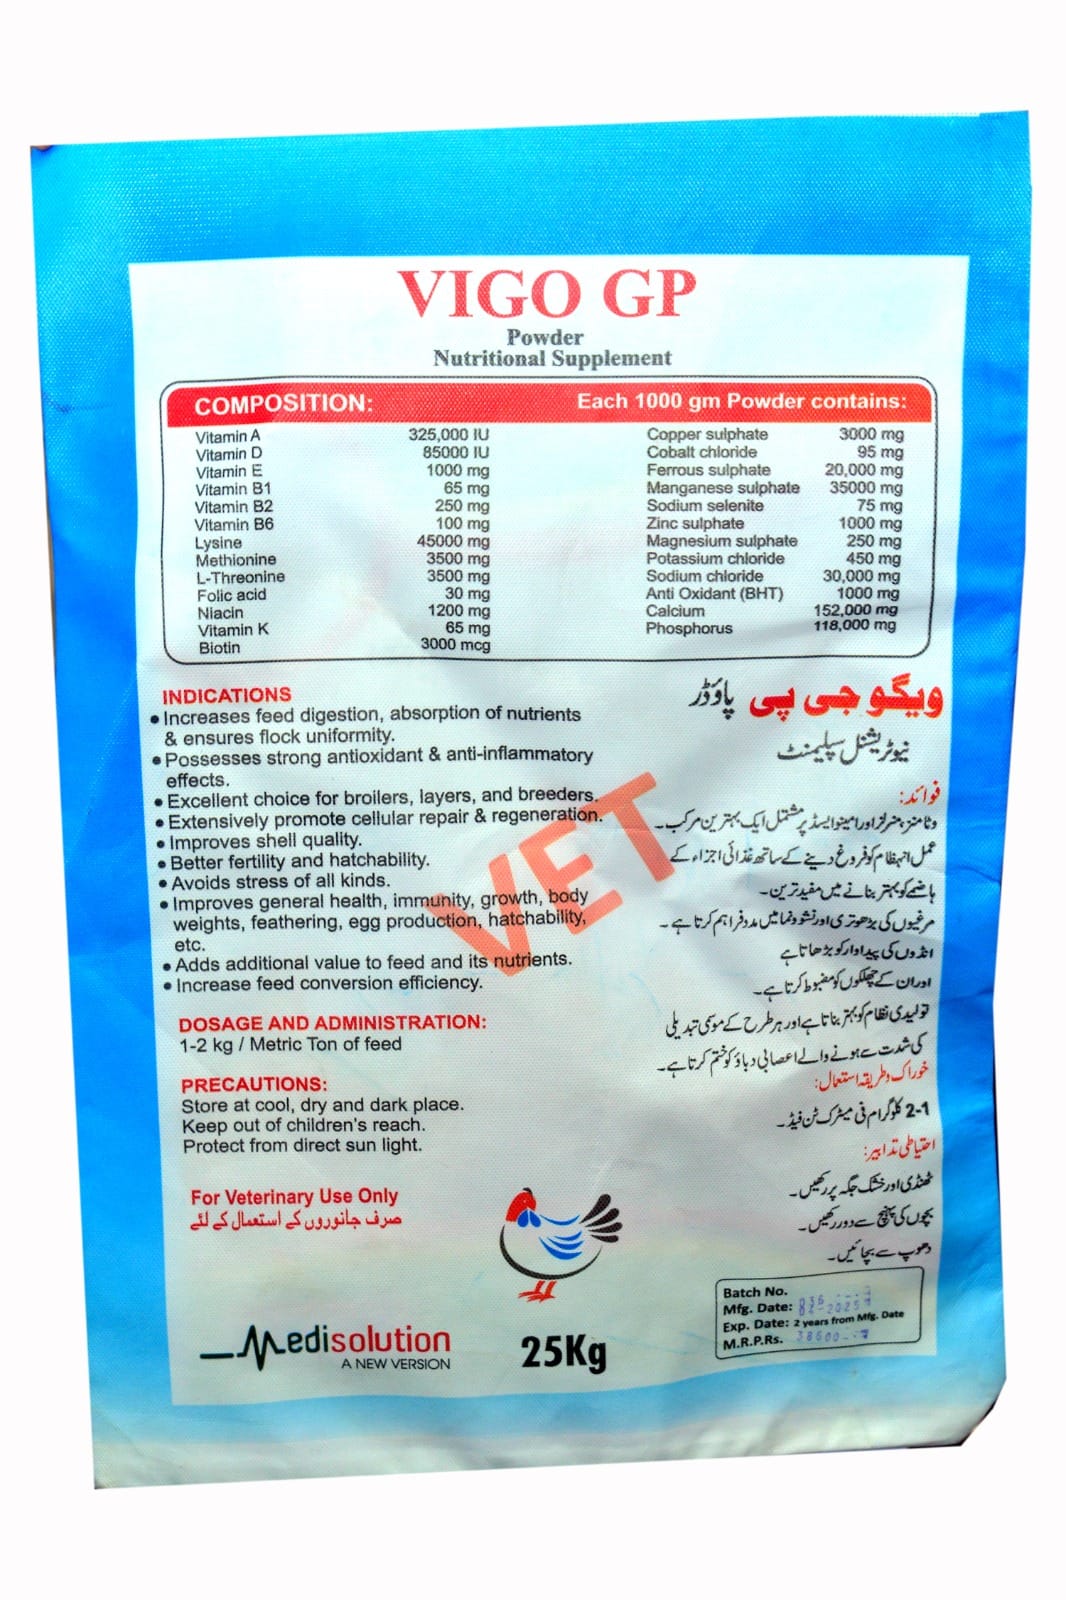 VIGO GP
Powder
Nutritional Supplement
COMPOSITION: Each 1000 gm Powder contains:
Vitamin A 325,000 IU
Vitamin D 85000 IU
Vitamin E 1000 mg
Vitamin B1 65 mg
Vitamin B2 250 mg
Vitamin B6 100 mg
Lysine 45000 mg
Methionine 3500 mg
L-Threonine 3500 mg
Folic acid 30 mg
Niacin 1200 mg
Vitamin K 65 mg
Biotin 3000 mcg
Copper sulphate 3000 mg
Cobalt chloride 95 mg
Ferrous sulphate 20,000 mg
Manganese sulphate 35000 mg
Sodium selenite 75 mg
Zinc sulphate 1000 mg
Magnesium sulphate 250 mg
Potassium chloride 450 mg
Sodium chloride 30,000 mg
Anti Oxidant (BHT) 1000 mg
Calcium 152,000 mg
Phosphorus 118,000 mg
INDICATIONS
• Increases feed digestion, absorption of nutrients
& ensures flock uniformity.
• Possesses strong antioxidant & anti-inflammatory
effects.
• Excellent choice for broilers, layers, and breeders.
• Extensively promote cellular repair & regeneration.
• Improves shell quality.
• Better fertility and hatchability.
• Avoids stress of all kinds.
• Improves general health, immunity, growth, body
weights, feathering, egg production, hatchability,
etc.
• Adds additional value to feed and its nutrients.
• Increase feed conversion efficiency.
DOSAGE AND ADMINISTRATION:
1-2 kg / Metric Ton of feed
PRECAUTIONS:
Store at cool, dry and dark place.
Keep out of children's reach.
Protect from direct sun light.
For Veterinary Use Only
صرف جانوروں کے استعمال کے لئے
ویگو جی پی پاؤڈر
نیوٹریشنل سپلیمنٹ
فوائد:
وٹامنز، منرلز اور امینو ایسڈ پر مشتمل ایک بہترین مرکب۔
عمل انہظام کو فروغ دینے کے ساتھ غذائی اجزاء کے
ہاضمے کو بہتر بنانے میں مفید ترین۔
مرغیوں کی بڑھوتری اور نشوونما میں مدد فراہم کرتا ہے۔
انڈوں کی پیداوار کو بڑھاتا ہے
اور ان کے چھلکوں کو مضبوط کرتا ہے۔
تولیدی نظام کو بہتر بناتا ہے اور ہر طرح کے موسمی تبدیلی
کی شدت سے ہونے والے اعصابی دباؤ کو ختم کرتا ہے۔
خوراک وطریقہ استعمال:
1-2 کلوگرام فی میٹرک ٹن فیڈ۔
احتیاطی تدابیر:
ٹھنڈی اور خشک جگہ پر رکھیں۔
بچوں کی پہنچ سے دور رکھیں۔
دھوپ سے بچائیں۔
VET
Medisolution
A NEW VERSION
25Kg
Batch No. 036
Mfg. Date: 04-2025
Exp. Date: 2 years from Mfg. Date
M.R.P.Rs. 38600